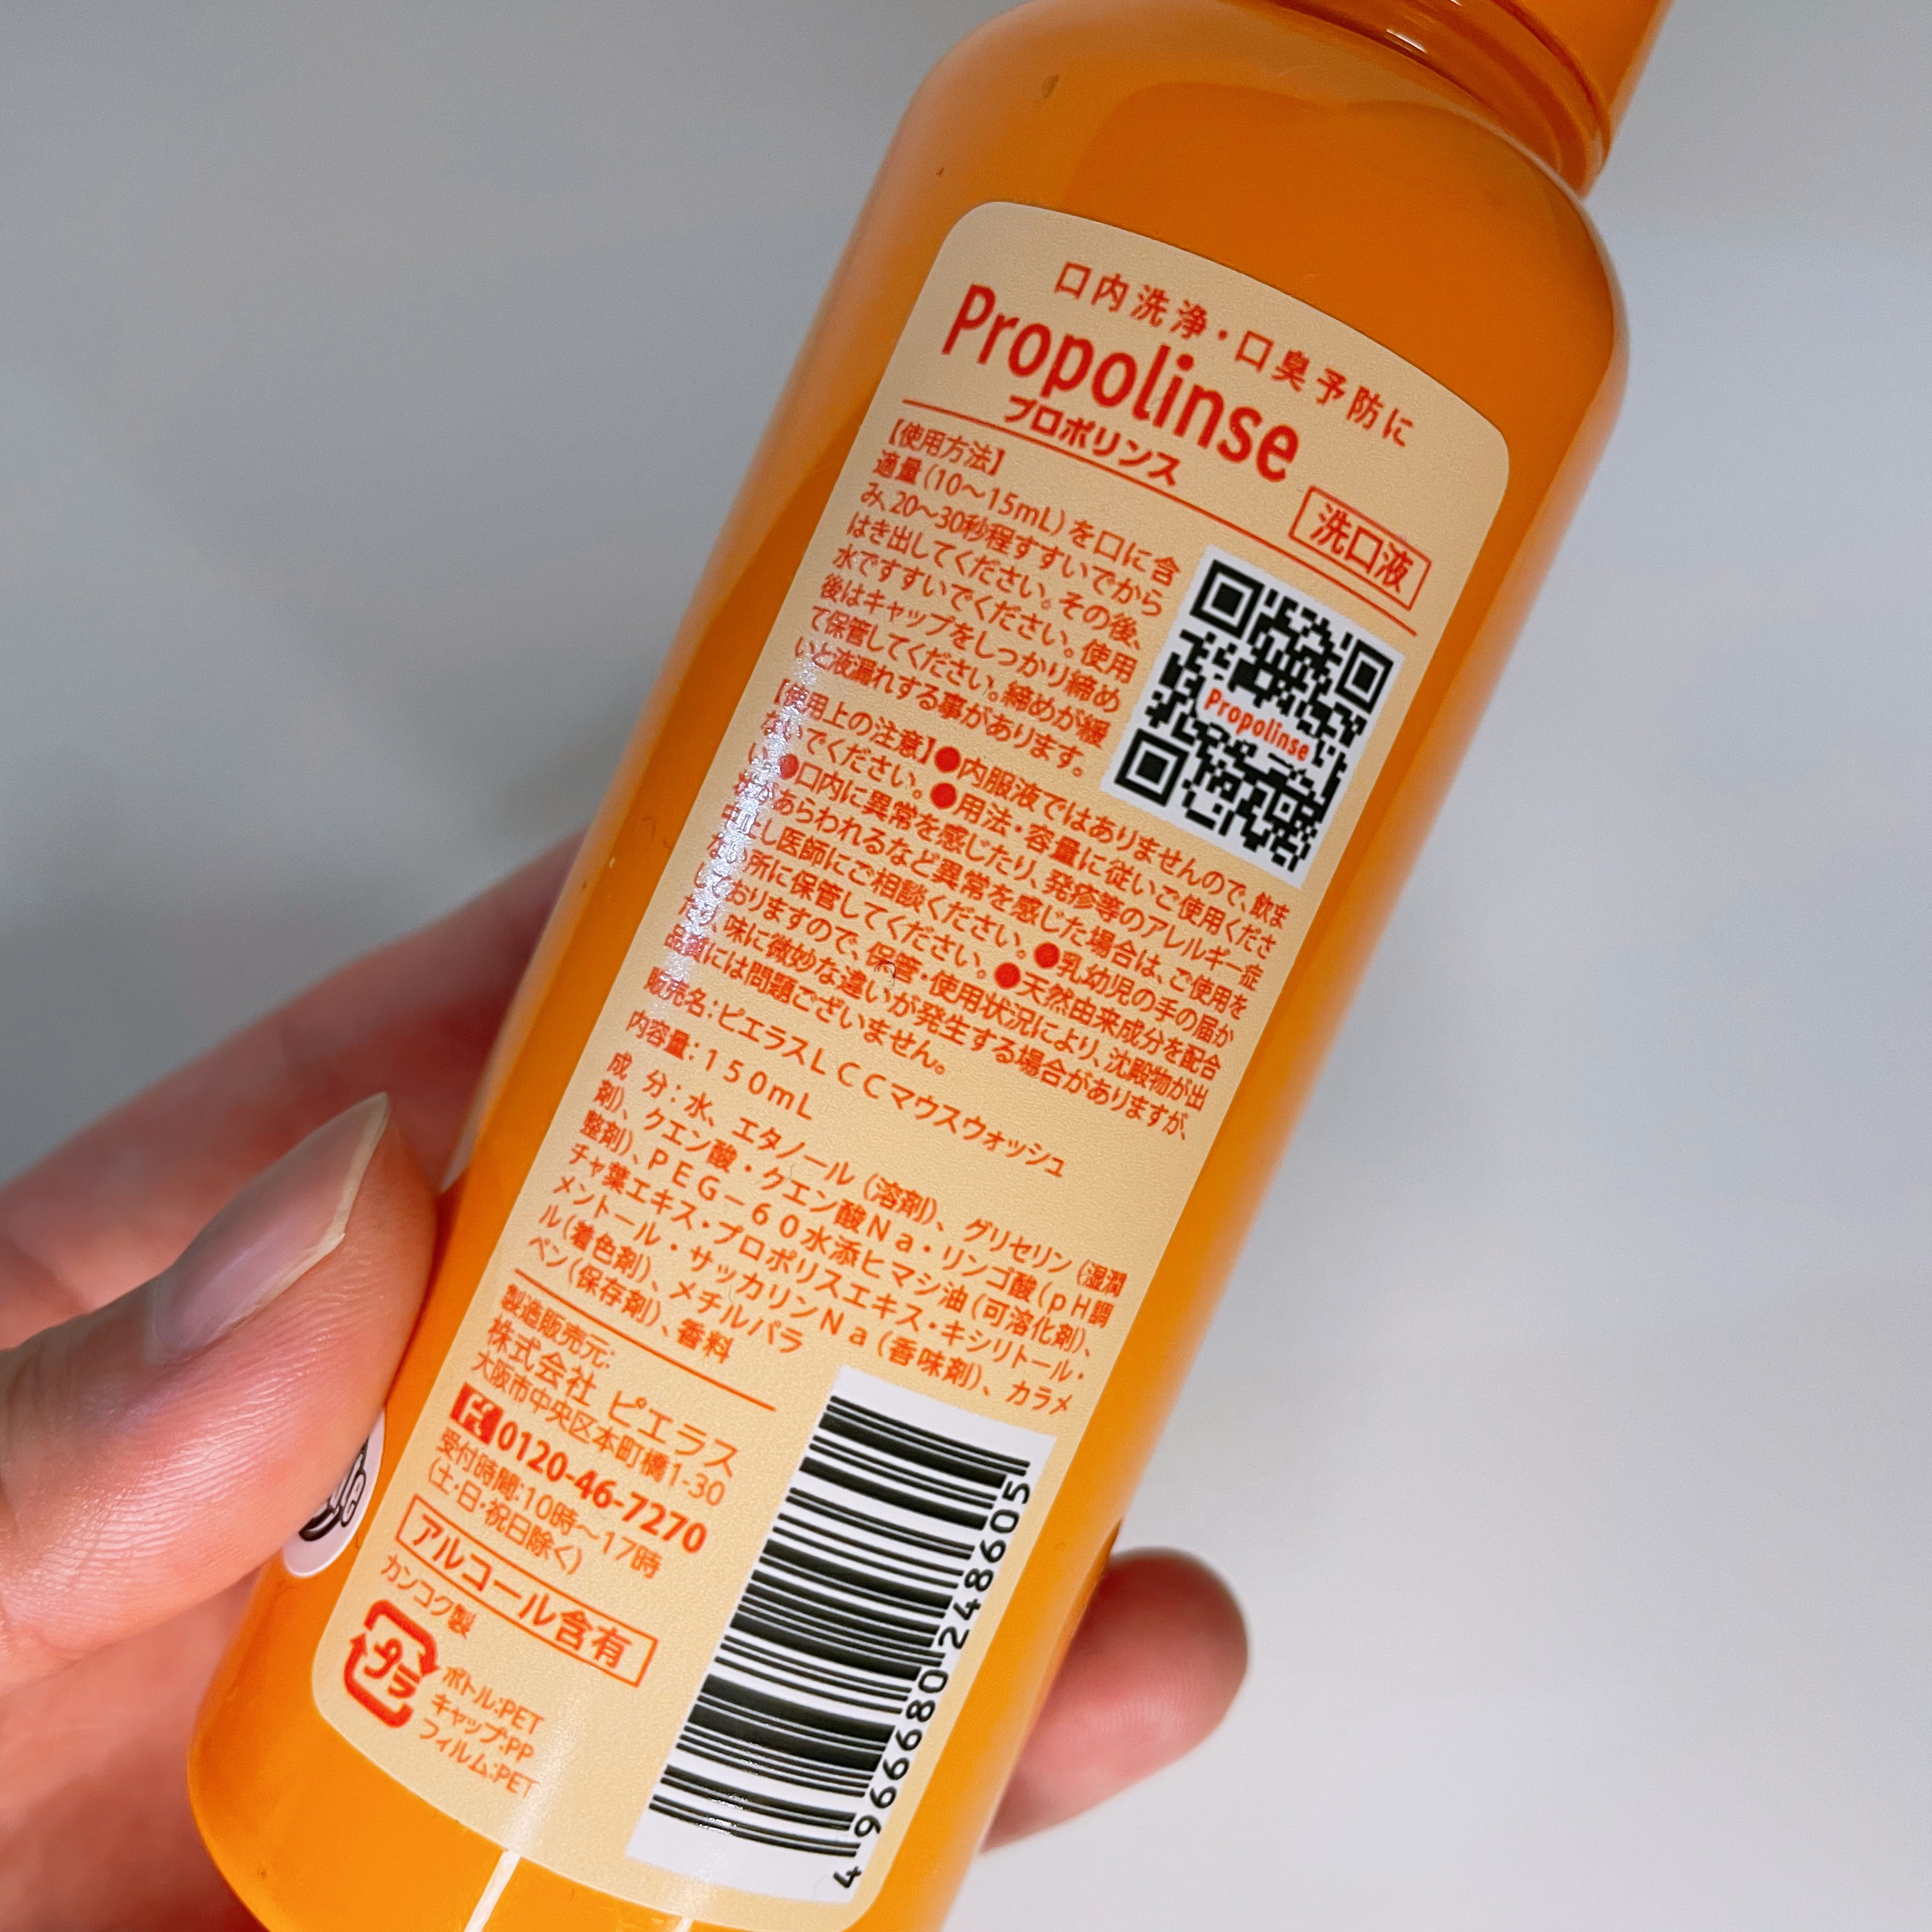 口内洗浄・口臭予防に
Propolinse
プロポリンス
洗口液
【使用方法】
適量(10〜15mL)を口に含
み、20〜30秒程すすいでから
はき出してください。その後、
水ですすいでください。使用
後はキャップをしっかり締め
て保管してください。締めが緩
いと液漏れする事があります。
Propolinse
【使用上の注意】●内服液ではありませんので、飲ま
ないでください。●用法・容量に従いご使用くださ
い。●口内に異常を感じたり、発疹等のアレルギー症
状があらわれるなど異常を感じた場合は、ご使用を
中止し医師にご相談ください。●乳幼児の手の届か
ない所に保管してください。●天然由来成分を配合
しておりますので、保管・使用状況により、沈殿物が出
たり、味に微妙な違いが発生する場合がありますが、
品質には問題ございません。
販売名:ピエラスLCCマウスウォッシュ
内容量:150mL
成 分:水、エタノール(溶剤)、グリセリン(湿潤
剤)、クエン酸・クエン酸Na・リンゴ酸(pH調
整剤)、PEG-60水添ヒマシ油(可溶化剤)、
チャ葉エキス・プロポリスエキス・キシリトール・
メントール・サッカリンNa(香味剤)、カラメ
ル(着色剤)、メチルパラ
ベン(保存剤)、香料
製造販売元:
株式会社 ピエラス
大阪市中央区本町橋1-30
0120-46-7270
受付時間:10時〜17時
(土・日・祝日除く)
アルコール含有
カンコク製
プラ
ボトル:PET
キャップ:PP
フィルム:PET
4966680248605